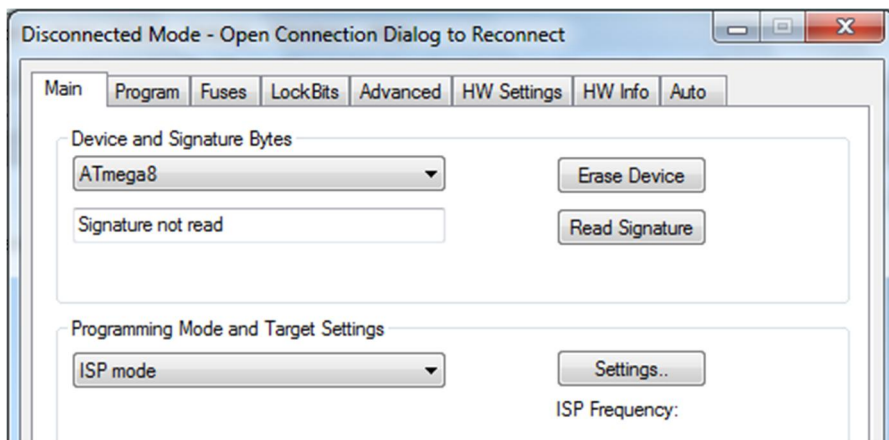 Disconnected Mode - Open Connection Dialog to Reconnect
Main Program Fuses LockBits Advanced HW Settings HW Info Auto
Device and Signature Bytes
ATmega8 Erase Device
Signature not read Read Signature
Programming Mode and Target Settings
ISP mode Settings..
ISP Frequency: